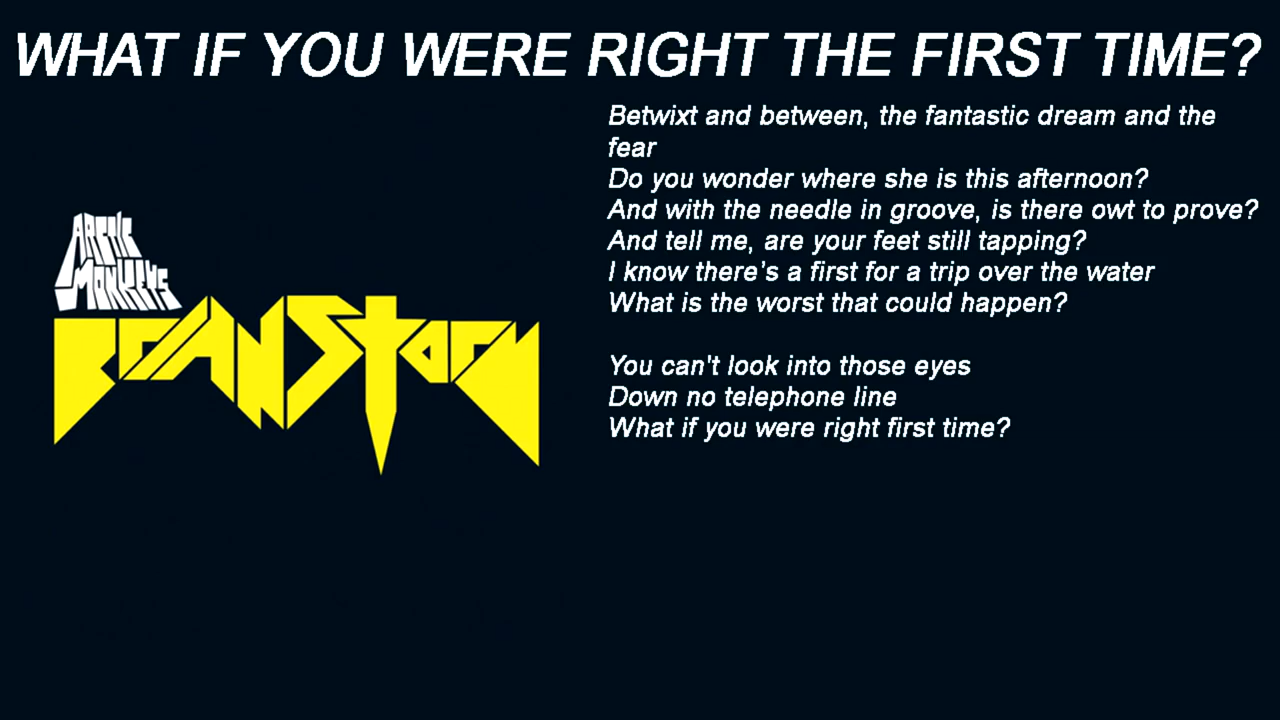 WHAT IF YOU WERE RIGHT THE FIRST TIME?
Betwixt and between, the fantastic dream and the
fear
Do you wonder where she is this afternoon?
And with the needle in groove, is there owt to prove?
And tell me, are your feet still tapping?
I know there's a first for a trip over the water
What is the worst that could happen?
You can't look into those eyes
Down no telephone line
What if you were right first time?
ARCTIC
MONKEYS
BRIANSTORM